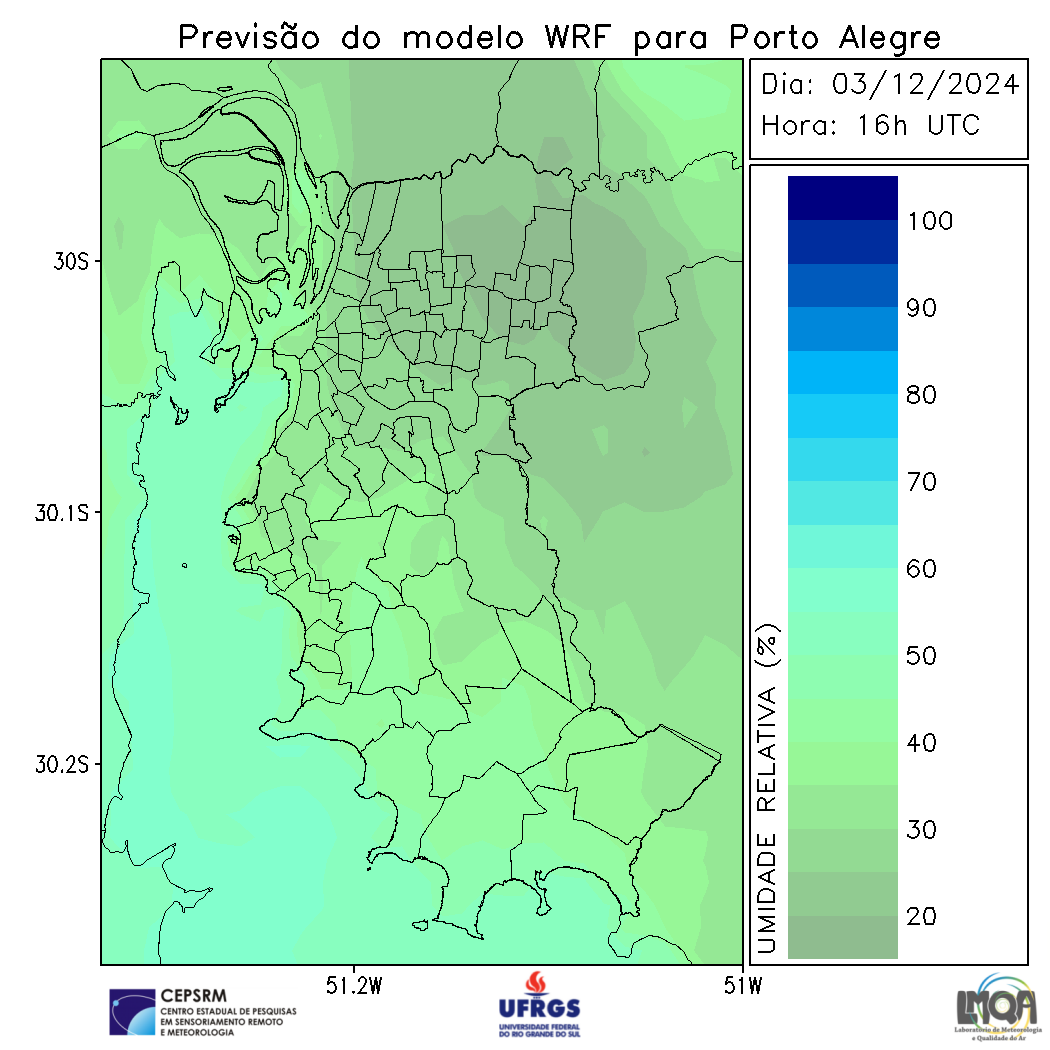 Previsão do modelo WRF para Porto Alegre
Dia: 03/12/2024
Hora: 16h UTC
30S
30.1S
30.2S
51.2W
51W
UMIDADE RELATIVA (%)
100
90
80
70
60
50
40
30
20
CEPSRM
CENTRO ESTADUAL DE PESQUISAS
EM SENSORIAMENTO REMOTO
E METEOROLOGIA
UFRGS
UNIVERSIDADE FEDERAL
DO RIO GRANDE DO SUL
LMQA
Laboratório de Meteorologia
e Qualidade do Ar